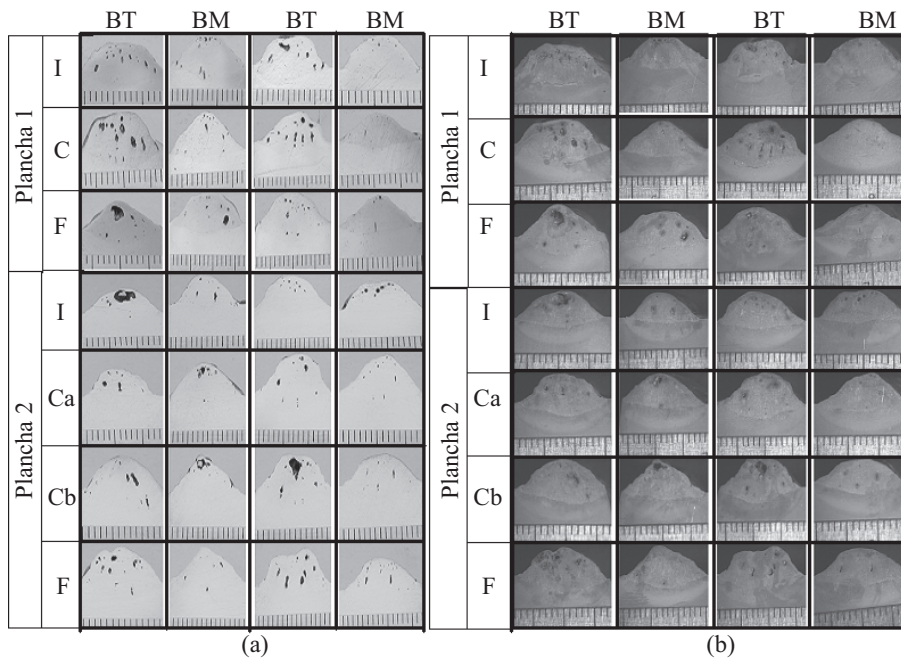 BT BM BT BM
Plancha 1
I
C
F
Plancha 2
I
Ca
Cb
F
(a)
BT BM BT BM
Plancha 1
I
C
F
Plancha 2
I
Ca
Cb
F
(b)